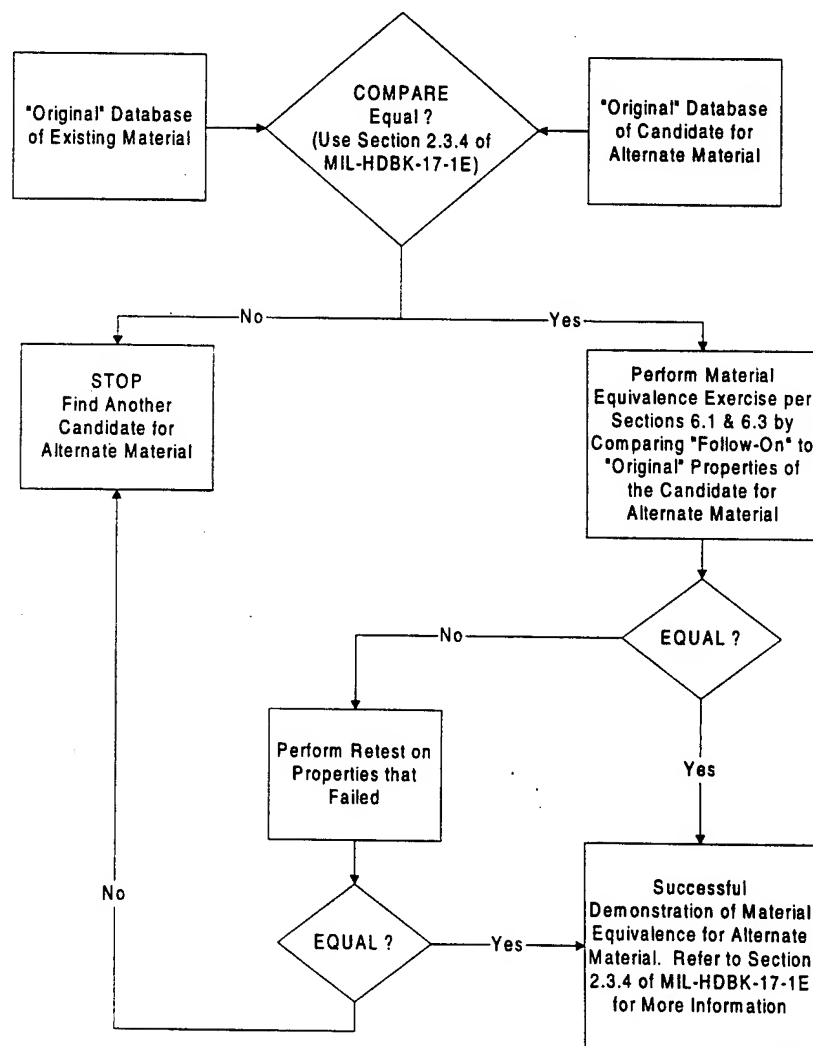 "Original" Database
of Existing Material
COMPARE
Equal ?
(Use Section 2.3.4 of
MIL-HDBK-17-1E)
"Original" Database
of Candidate for
Alternate Material
No
Yes
STOP
Find Another
Candidate for
Alternate Material
Perform Material
Equivalence Exercise per
Sections 6.1 & 6.3 by
Comparing "Follow-On" to
"Original" Properties of
the Candidate for
Alternate Material
No
EQUAL ?
Perform Retest on
Properties that
Failed
Yes
No
EQUAL ?
Yes
Successful
Demonstration of Material
Equivalence for Alternate
Material. Refer to Section
2.3.4 of MIL-HDBK-17-1E
for More Information